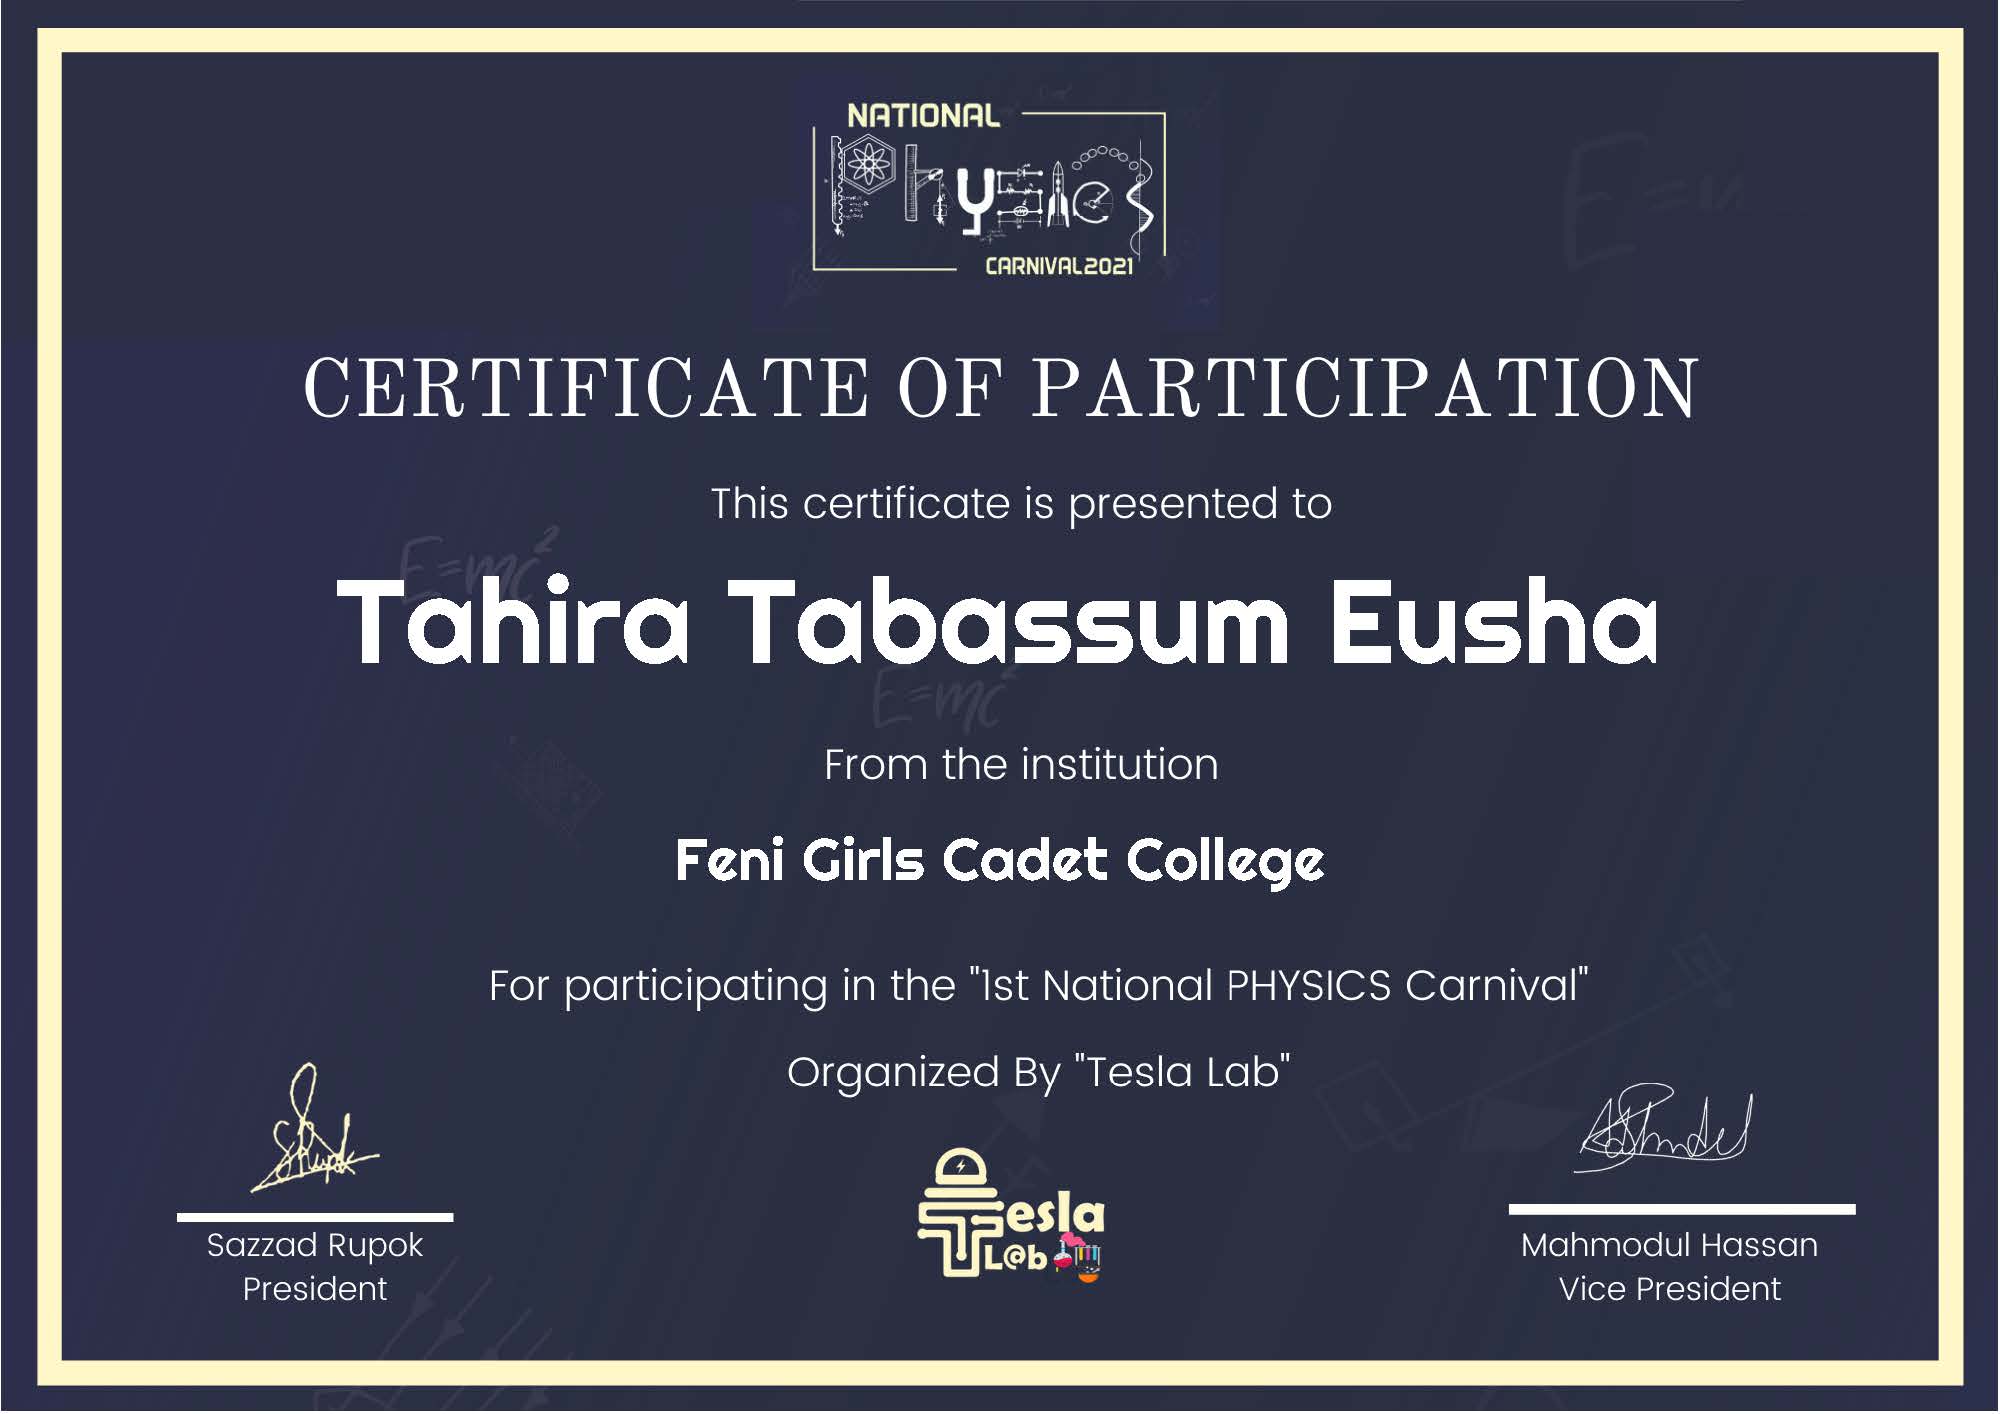 NATIONAL
Physics
CARNIVAL2021
CERTIFICATE OF PARTICIPATION
This certificate is presented to
E=mc²
Tahira Tabassum Eusha
E=mc²
From the institution
Feni Girls Cadet College
For participating in the "1st National PHYSICS Carnival"
Organized By "Tesla Lab"
Tesla
L@b
Sazzad Rupok
President
Mahmodul Hassan
Vice President